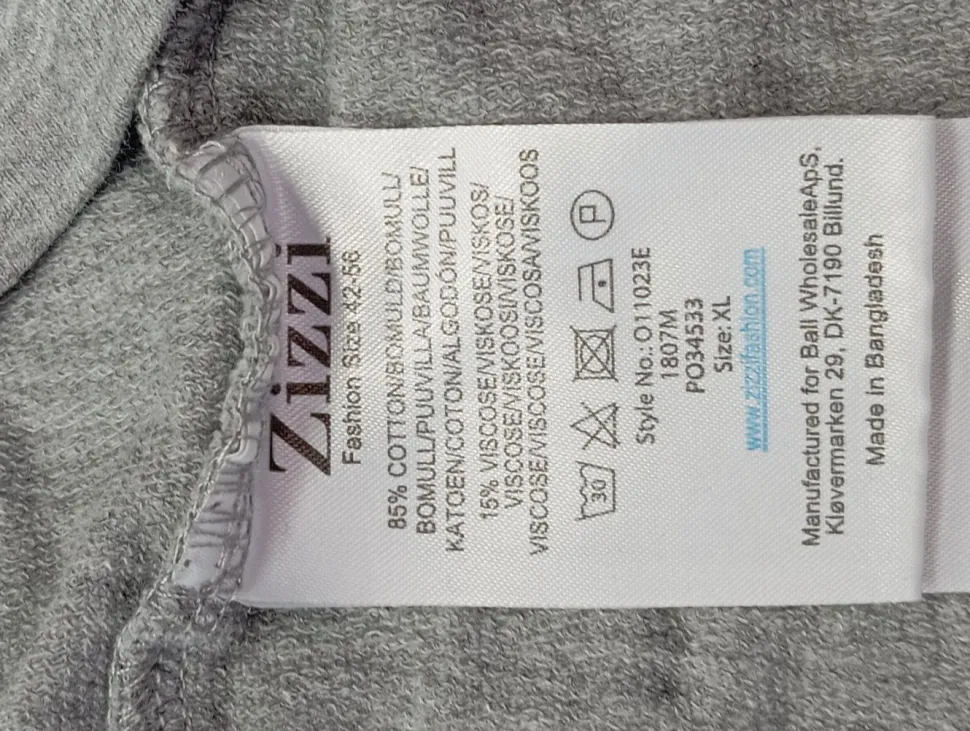 Zizzi
Fashion Size 42-56
85% COTTON/BOMULD/BOMULL/
BOMULL/PUUVILLA/BAUMWOLLE/
KATOEN/COTON/ALGODÓN/PUUVILL
15% VISCOSE/VISKOSE/VISKOS/
VISCOSE/VISKOOSI/VISKOSE/
VISCOSE/VISCOSE/VISCOSA/VISKOOS
30 P
Style No.: O11023E
1807M
PO34533
Size: XL
www.zizzifashion.com
Manufactured for Ball WholesaleApS,
Kløvermarken 29, DK-7190 Billund.
Made in Bangladesh